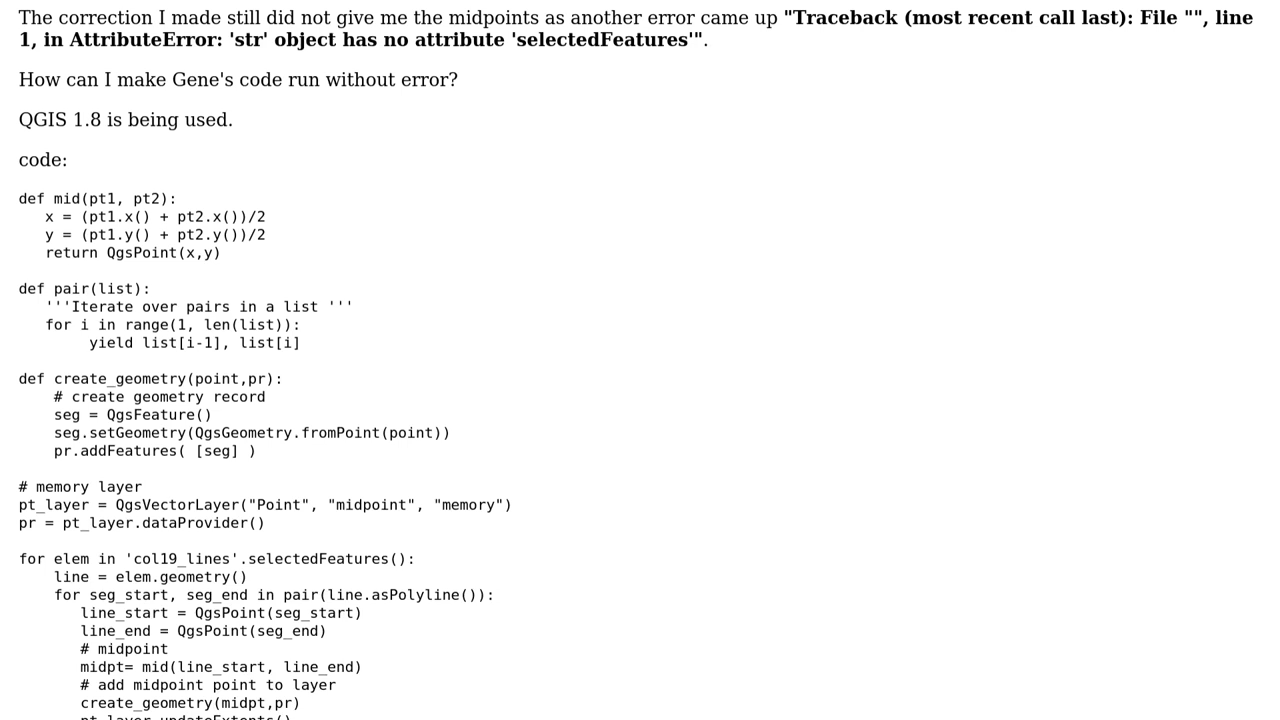 The correction I made still did not give me the midpoints as another error came up "Traceback (most recent call last): File "", line
1, in AttributeError: 'str' object has no attribute 'selectedFeatures'".
How can I make Gene's code run without error?
QGIS 1.8 is being used.
code:
def mid(pt1, pt2):
   x = (pt1.x() + pt2.x())/2
   y = (pt1.y() + pt2.y())/2
   return QgsPoint(x,y)
def pair(list):
   '''Iterate over pairs in a list '''
   for i in range(1, len(list)):
        yield list[i-1], list[i]
def create_geometry(point,pr):
    # create geometry record
    seg = QgsFeature()
    seg.setGeometry(QgsGeometry.fromPoint(point))
    pr.addFeatures( [seg] )
# memory layer
pt_layer = QgsVectorLayer("Point", "midpoint", "memory")
pr = pt_layer.dataProvider()
for elem in 'col19_lines'.selectedFeatures():
    line = elem.geometry()
    for seg_start, seg_end in pair(line.asPolyline()):
       line_start = QgsPoint(seg_start)
       line_end = QgsPoint(seg_end)
       # midpoint
       midpt= mid(line_start, line_end)
       # add midpoint point to layer
       create_geometry(midpt,pr)
       pt_layer.updateExtents()